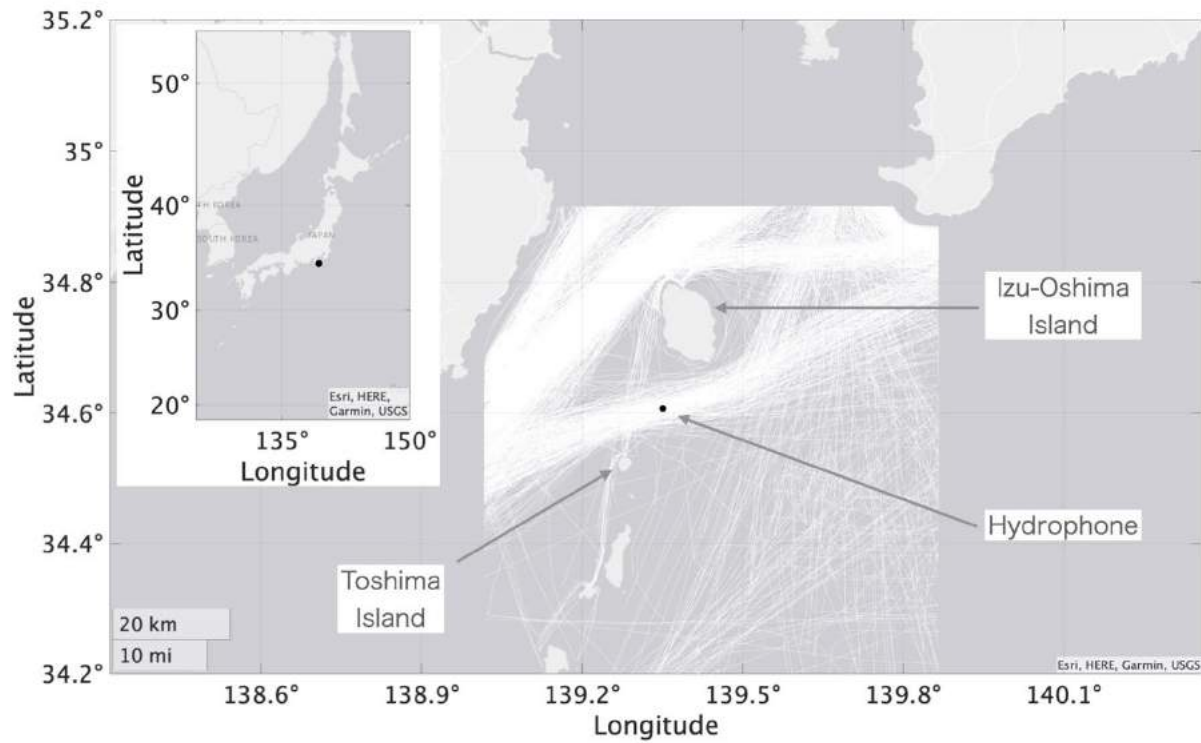 35.2°
35°
34.8°
34.6°
34.4°
34.2°
Latitude
50°
40°
30°
20°
Latitude
TH KOREA
SOUTH KOREA
JAPAN
Esri, HERE,
Garmin, USGS
135°
150°
Longitude
Izu-Oshima
Island
Hydrophone
Toshima
Island
20 km
10 mi
Esri, HERE, Garmin, USGS
138.6°
138.9°
139.2°
139.5°
139.8°
140.1°
Longitude